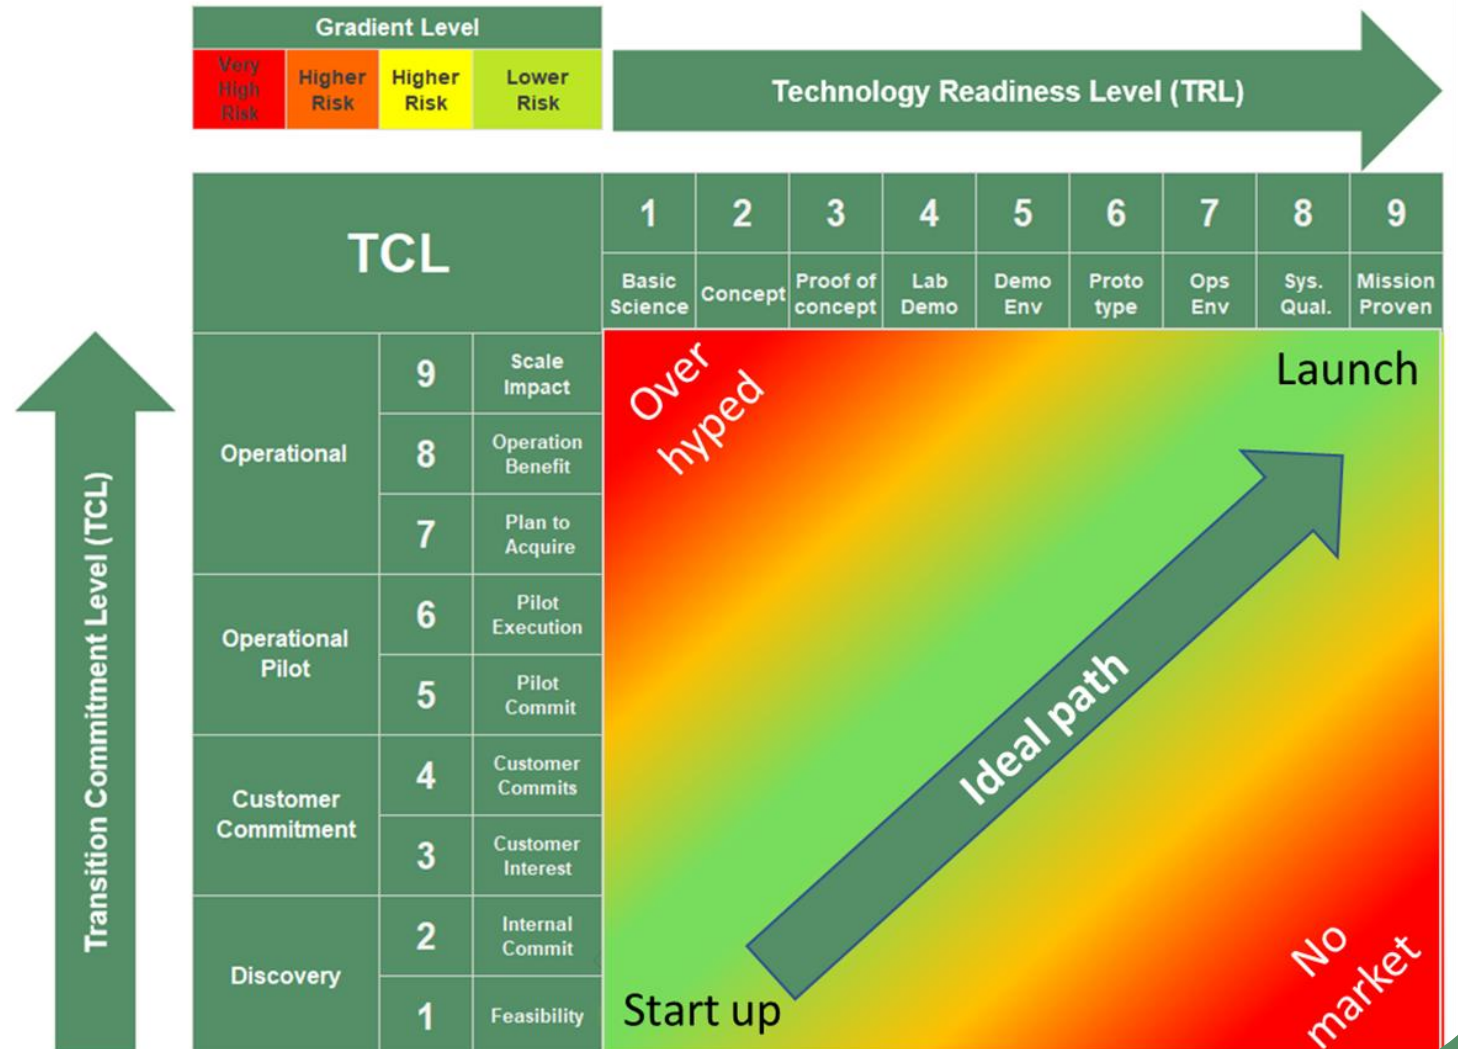 Gradient Level
Very
High
Risk
Higher
Risk
Higher
Risk
Lower
Risk
Technology Readiness Level (TRL)
TCL
1
2
3
4
5
6
7
8
9
Basic
Science
Concept
Proof of
concept
Lab
Demo
Demo
Env
Proto
type
Ops
Env
Sys.
Qual.
Mission
Proven
Transition Commitment Level (TCL)
Operational
9
Scale
Impact
8
Operation
Benefit
7
Plan to
Acquire
Operational
Pilot
6
Pilot
Execution
5
Pilot
Commit
Customer
Commitment
4
Customer
Commits
3
Customer
Interest
Discovery
2
Internal
Commit
1
Feasibility
Over
hyped
Launch
Ideal path
Start up
No
market